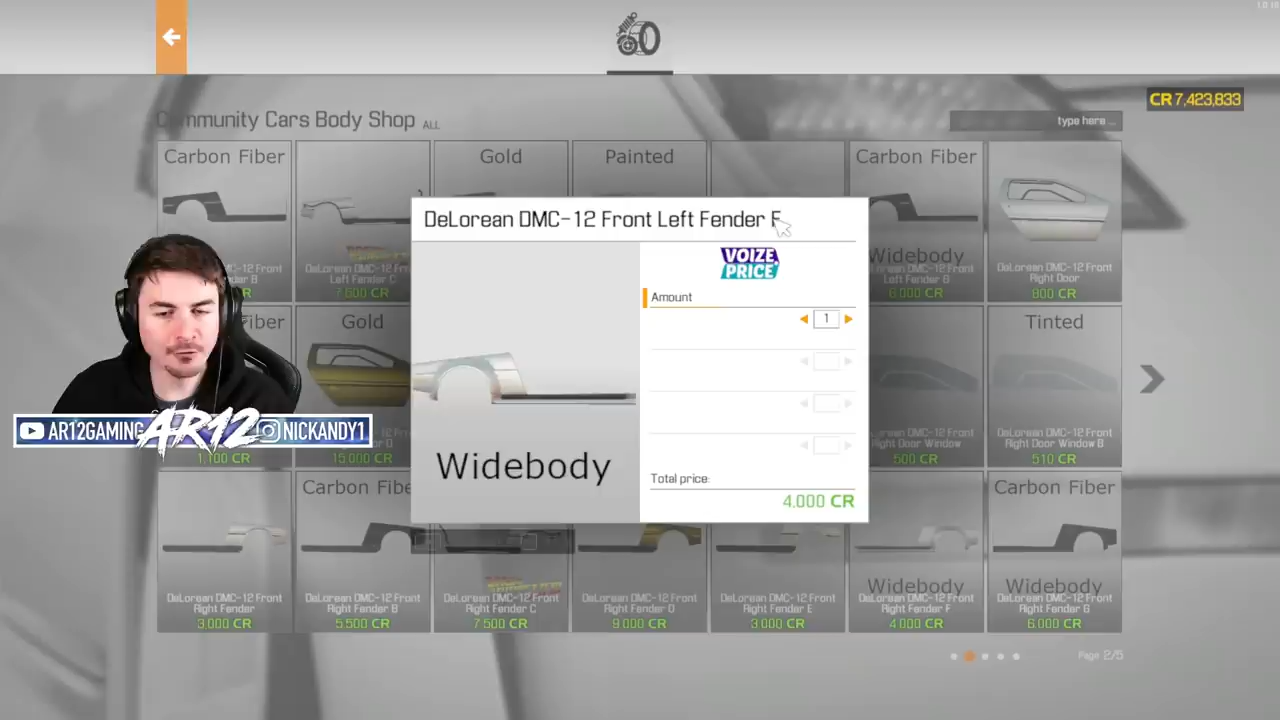 1.0.16
CR 7,423,833
Community Cars Body Shop ALL
type here ...
Carbon Fiber
Gold
Painted
Carbon Fiber
DeLorean DMC-12 Front Left Fender F
VOIZE PRICE
Amount
1
Widebody
Total price:
4.000 CR
Left Fender C
7,500 CR
Widebody
6.000 CR
DeLorean DMC-12 Front
Right Door
800 CR
Gold
Tinted
1,100 CR
15.000 CR
Right Door Window
500 CR
DeLorean DMC-12 Front
Right Door Window B
510 CR
AR12GAMING
AR12
NICKANDY1
DeLorean DMC-12 Front
Right Fender
3.000 CR
DeLorean DMC-12 Front
Right Fender B
5,500 CR
DeLorean DMC-12 Front
Right Fender C
7,500 CR
DeLorean DMC-12 Front
Right Fender D
9.000 CR
DeLorean DMC-12 Front
Right Fender E
3.000 CR
Widebody
DeLorean DMC-12 Front
Right Fender F
4.000 CR
Carbon Fiber
Widebody
DeLorean DMC-12 Front
Right Fender G
6.000 CR
Page 2/5